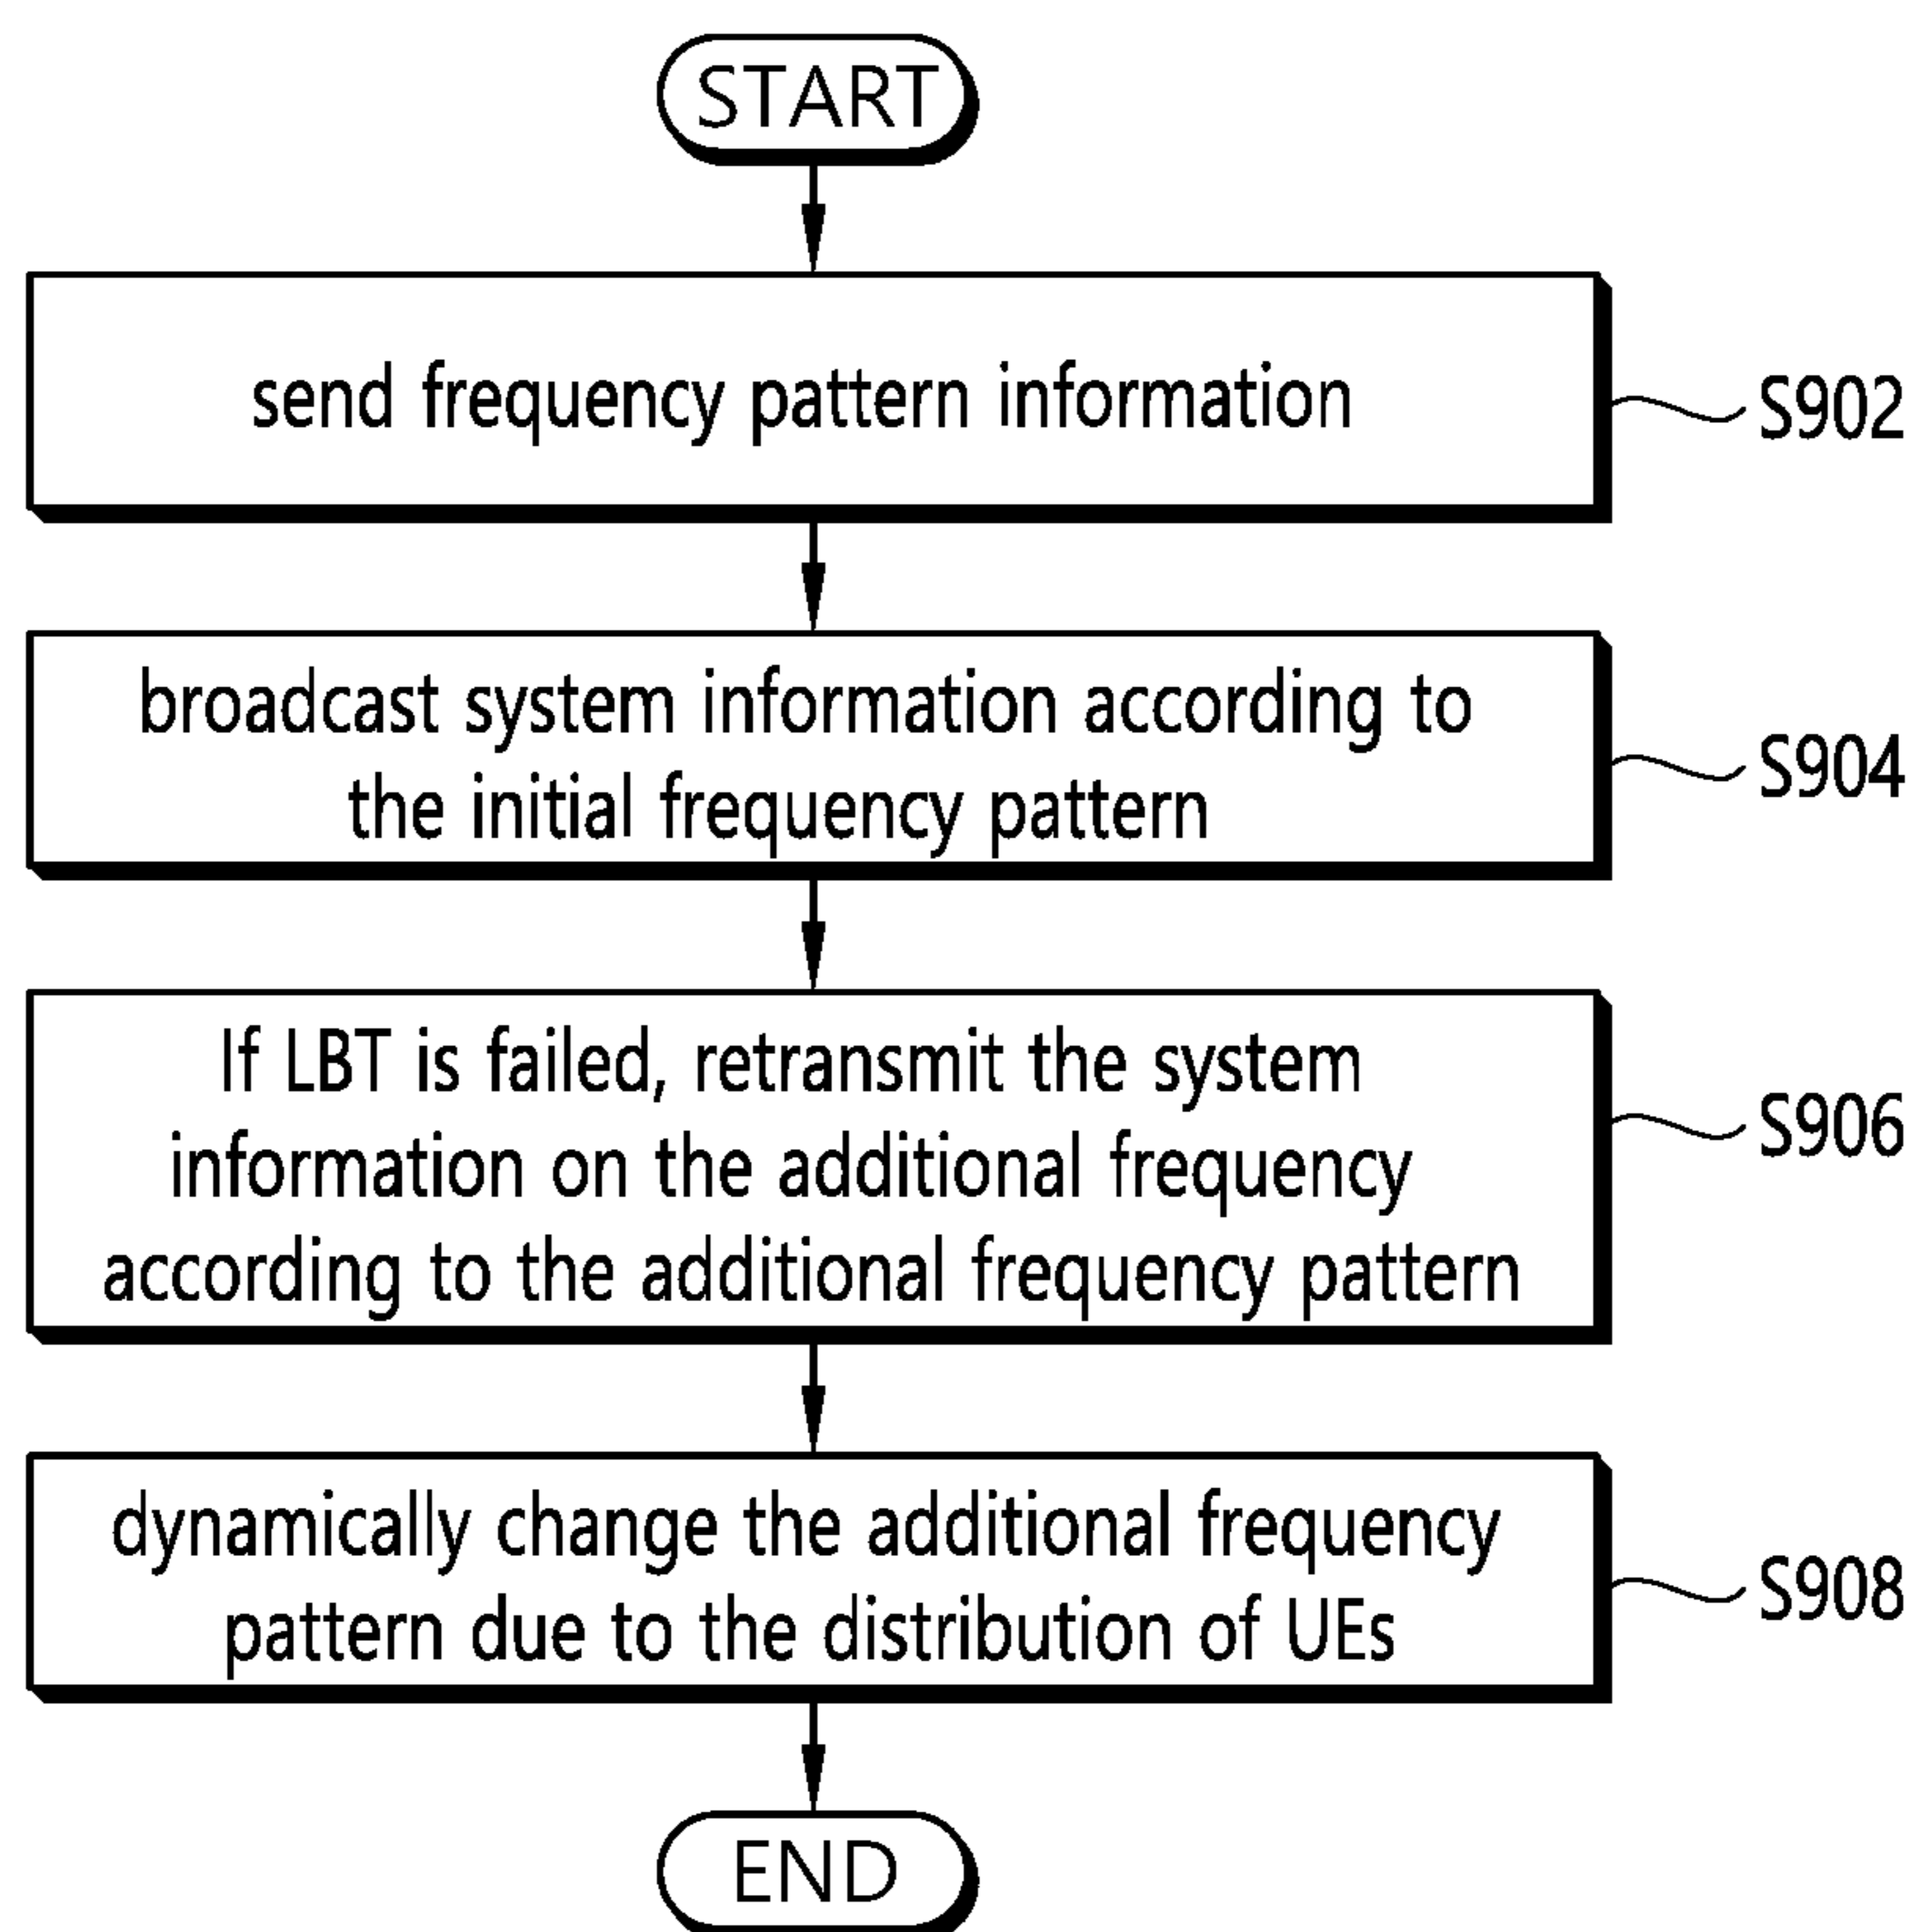 START
send frequency pattern information
S902
broadcast system information according to
the initial frequency pattern
S904
If LBT is failed, retransmit the system
information on the additional frequency
according to the additional frequency pattern
S906
dynamically change the additional frequency
pattern due to the distribution of UEs
S908
END